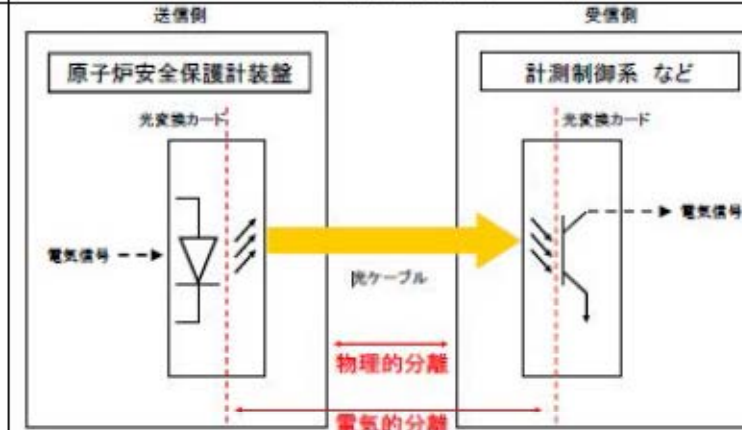 送信側
受信側
原子炉安全保護計装盤
計測制御系 など
光変換カード
光変換カード
電気信号
電気信号
光ケーブル
物理的分離
電気的分離